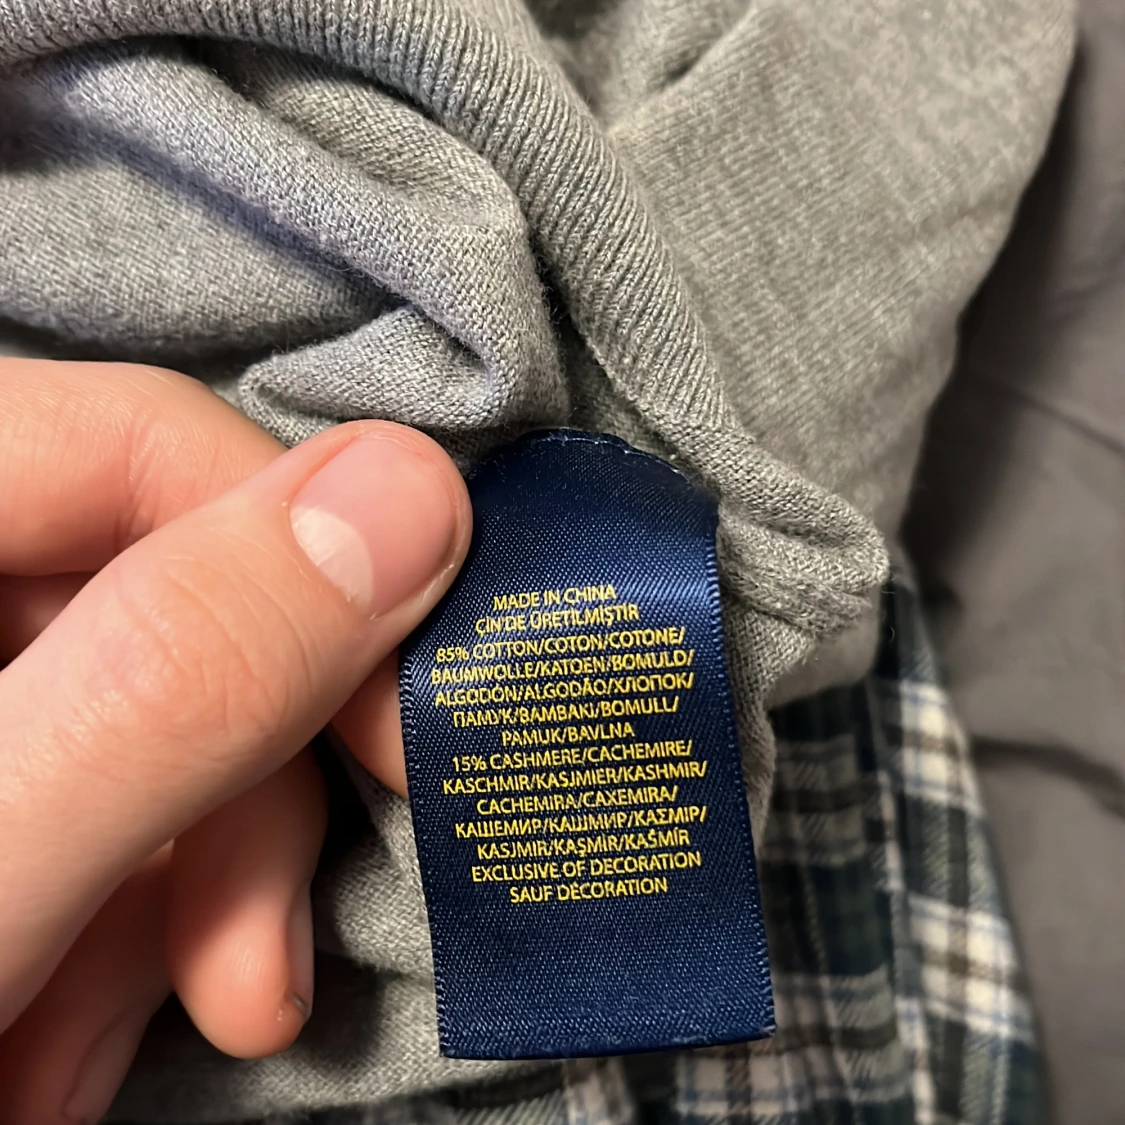 MADE IN CHINA
ÇİN'DE ÜRETİLMİŞTİR
85% COTTON/COTON/COTONE/
BAUMWOLLE/KATOEN/BOMULD/
ALGODÓN/ALGODÃO/ХЛОПОК/
ПАМУК/BAMBAKI/BOMULL/
PAMUK/BAVLNA
15% CASHMERE/CACHEMIRE/
KASCHMIR/KASJMIER/KASHMIR/
CACHEMIRA/CAXEMIRA/
КАШЕМИР/КАШМИР/ΚΑΣΜΙΡ/
KASJMIR/KAŞMİR/KAŠMÍR
EXCLUSIVE OF DECORATION
SAUF DÉCORATION